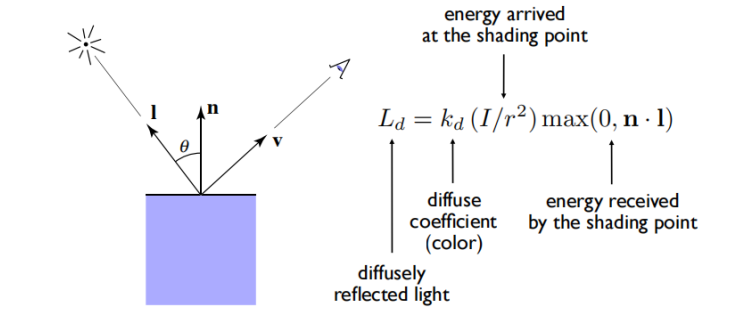 energy arrived
at the shading point
l
n
θ
v
L_d = k_d (I/r²) max(0, n · l)
diffuse
coefficient
(color)
energy received
by the shading point
diffusely
reflected light